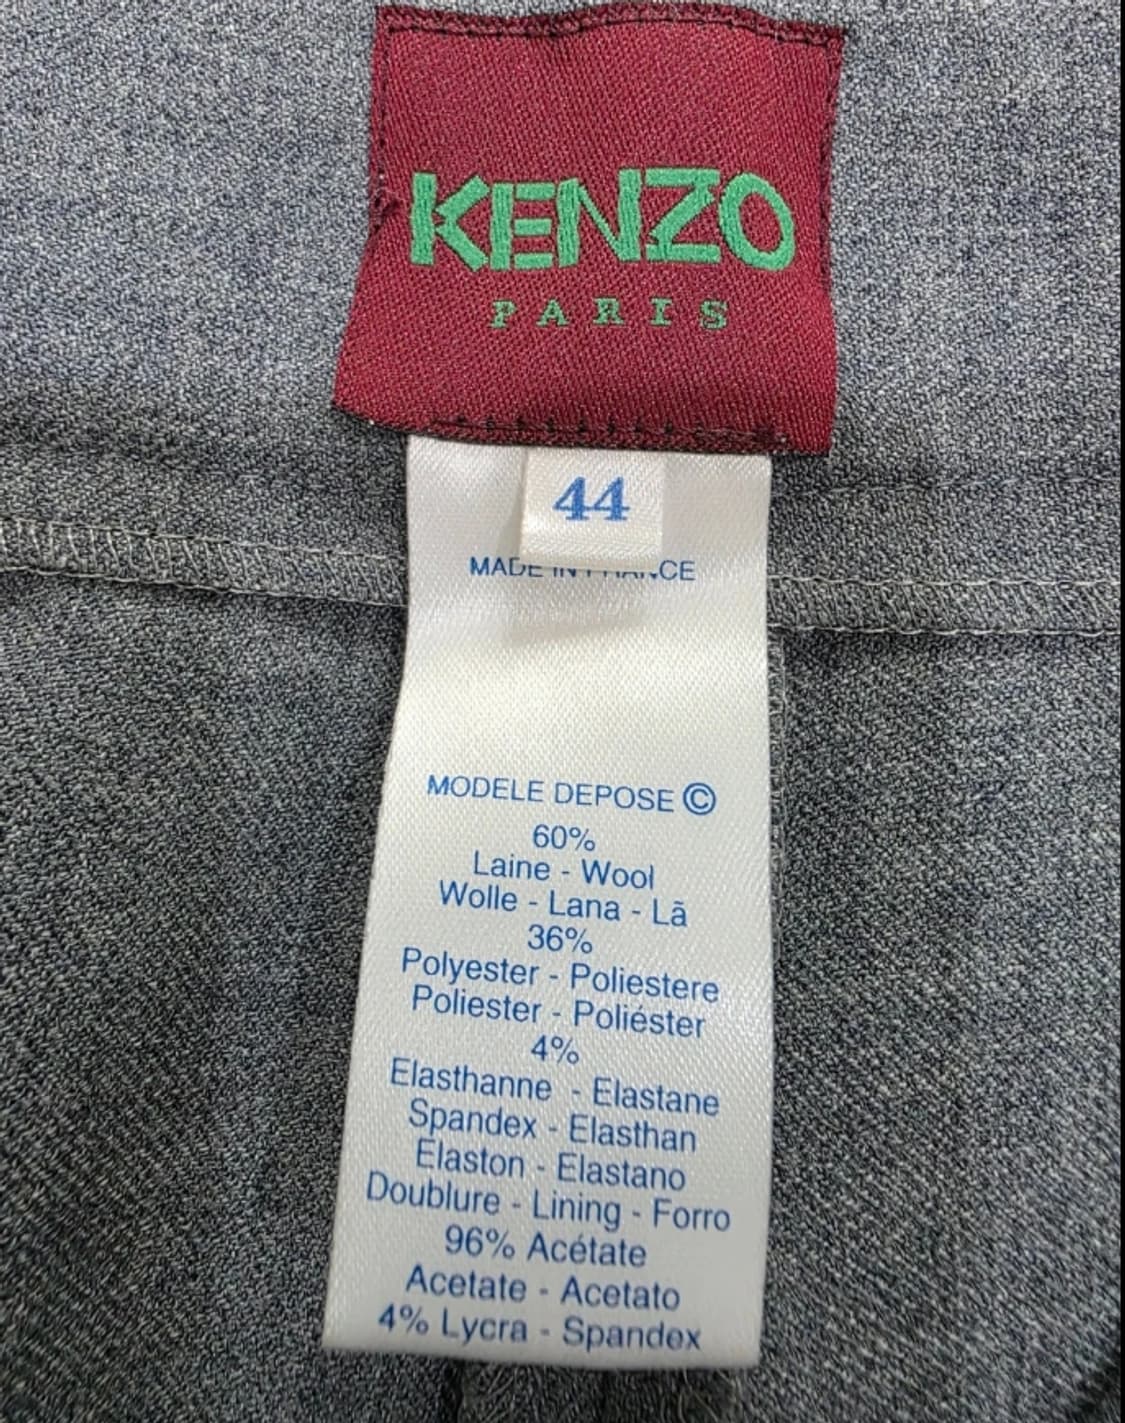 KENZO
PARIS
44
MADE IN FRANCE
MODELE DEPOSE ©
60%
Laine - Wool
Wolle - Lana - Lã
36%
Polyester - Poliestere
Poliester - Poliéster
4%
Elasthanne - Elastane
Spandex - Elasthan
Elaston - Elastano
Doublure - Lining - Forro
96% Acétate
Acetate - Acetato
4% Lycra - Spandex